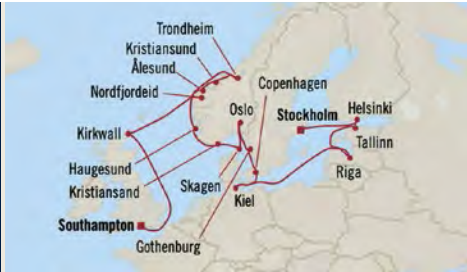 Trondheim
Kristiansund
Ålesund
Nordfjordeid
Copenhagen
Oslo
Stockholm
Helsinki
Kirkwall
Tallinn
Haugesund
Riga
Kristiansand
Skagen
Kiel
Southampton
Gothenburg